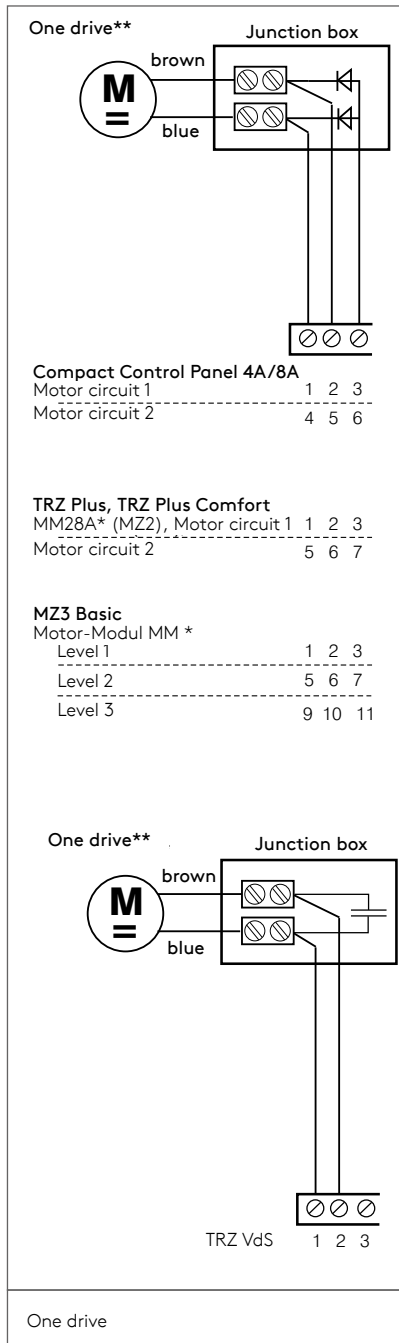 One drive**
Junction box
brown
M
=
blue
Compact Control Panel 4A/8A
Motor circuit 1 1 2 3
Motor circuit 2 4 5 6
TRZ Plus, TRZ Plus Comfort
MM28A* (MZ2), Motor circuit 1 1 2 3
Motor circuit 2 5 6 7
MZ3 Basic
Motor-Modul MM *
Level 1 1 2 3
Level 2 5 6 7
Level 3 9 10 11
One drive**
Junction box
brown
M
=
blue
TRZ VdS 1 2 3
One drive